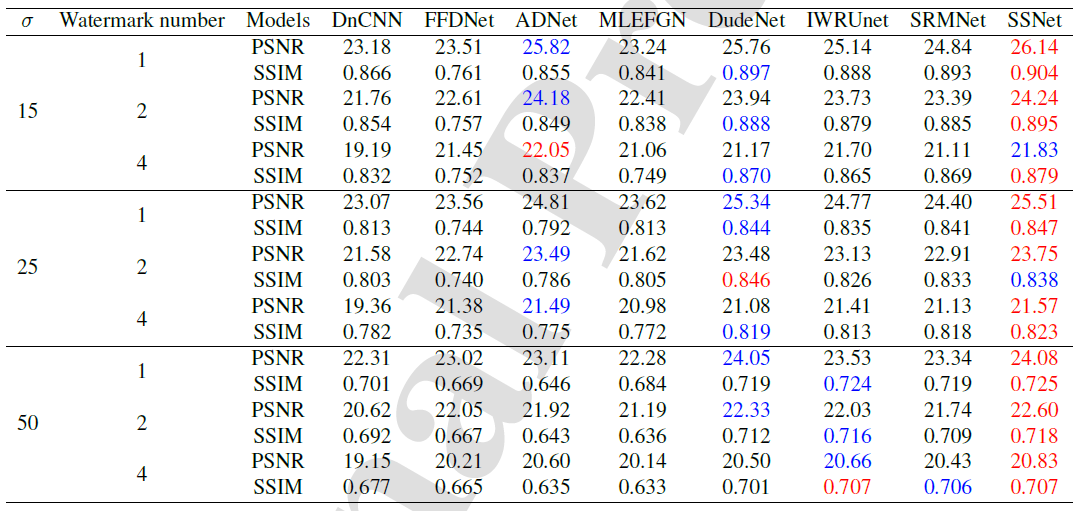 σ Watermark number Models DnCNN FFDNet ADNet MLEFGN DudeNet IWRUnet SRMNet SSNet
15 1 PSNR 23.18 23.51 25.82 23.24 25.76 25.14 24.84 26.14
SSIM 0.866 0.761 0.855 0.841 0.897 0.888 0.893 0.904
2 PSNR 21.76 22.61 24.18 22.41 23.94 23.73 23.39 24.24
SSIM 0.854 0.757 0.849 0.838 0.888 0.879 0.885 0.895
4 PSNR 19.19 21.45 22.05 21.06 21.17 21.70 21.11 21.83
SSIM 0.832 0.752 0.837 0.749 0.870 0.865 0.869 0.879
25 1 PSNR 23.07 23.56 24.81 23.62 25.34 24.77 24.40 25.51
SSIM 0.813 0.744 0.792 0.813 0.844 0.835 0.841 0.847
2 PSNR 21.58 22.74 23.49 21.62 23.48 23.13 22.91 23.75
SSIM 0.803 0.740 0.786 0.805 0.846 0.826 0.833 0.838
4 PSNR 19.36 21.38 21.49 20.98 21.08 21.41 21.13 21.57
SSIM 0.782 0.735 0.775 0.772 0.819 0.813 0.818 0.823
50 1 PSNR 22.31 23.02 23.11 22.28 24.05 23.53 23.34 24.08
SSIM 0.701 0.669 0.646 0.684 0.719 0.724 0.719 0.725
2 PSNR 20.62 22.05 21.92 21.19 22.33 22.03 21.74 22.60
SSIM 0.692 0.667 0.643 0.636 0.712 0.716 0.709 0.718
4 PSNR 19.15 20.21 20.60 20.14 20.50 20.66 20.43 20.83
SSIM 0.677 0.665 0.635 0.633 0.701 0.707 0.706 0.707
nal Pr